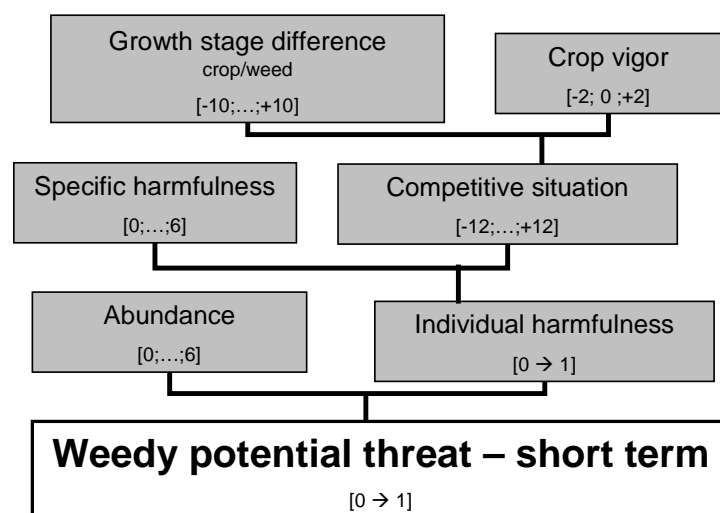 Growth stage difference
crop/weed
[-10;…;+10]
Crop vigor
[-2; 0 ;+2]
Specific harmfulness
[0;…;6]
Competitive situation
[-12;…;+12]
Abundance
[0;…;6]
Individual harmfulness
[0 → 1]
Weedy potential threat – short term
[0 → 1]